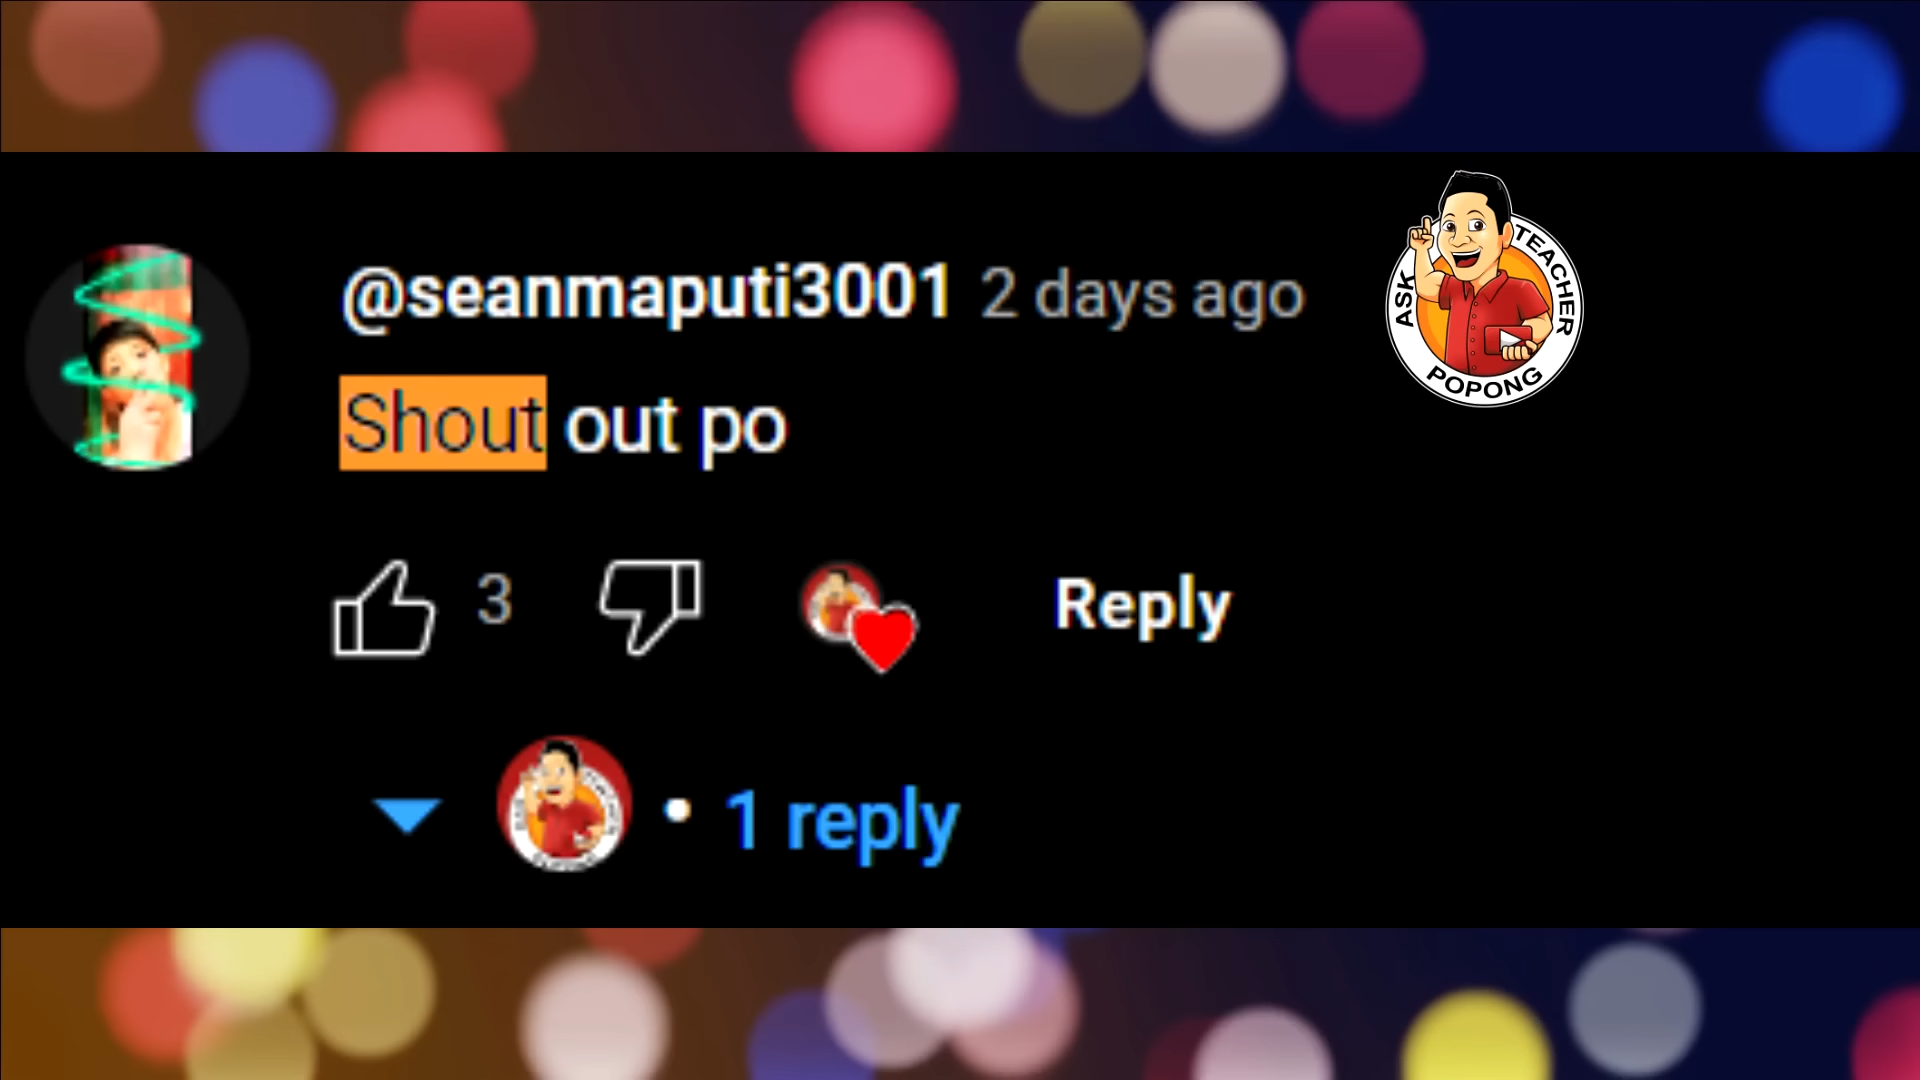 @seanmaputi3001 2 days ago
ASK TEACHER POPONG
Shout out po
3
Reply
1 reply